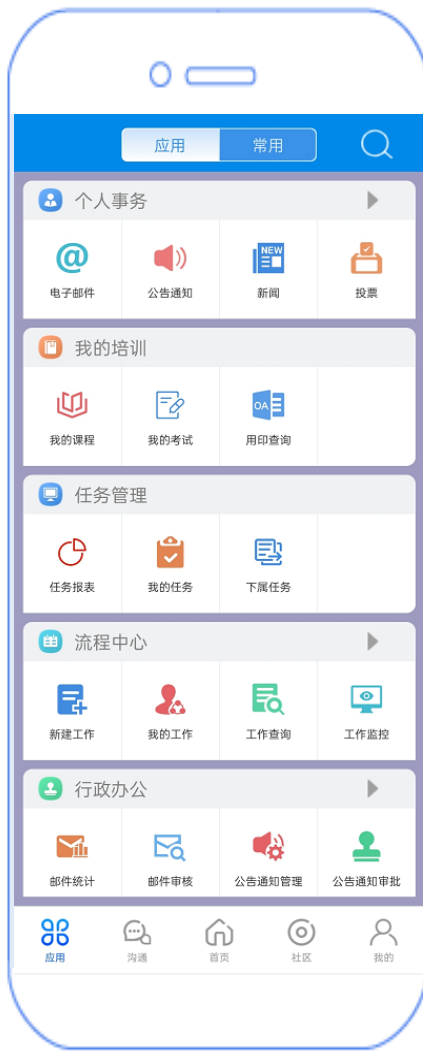 应用 常用
个人事务
@
电子邮件 公告通知 NEW 新闻 投票
我的培训
我的课程 我的考试 OA 用印查询
任务管理
任务报表 我的任务 下属任务
流程中心
新建工作 我的工作 工作查询 工作监控
行政办公
邮件统计 邮件审核 公告通知管理 公告通知审批
应用 沟通 首页 社区 我的